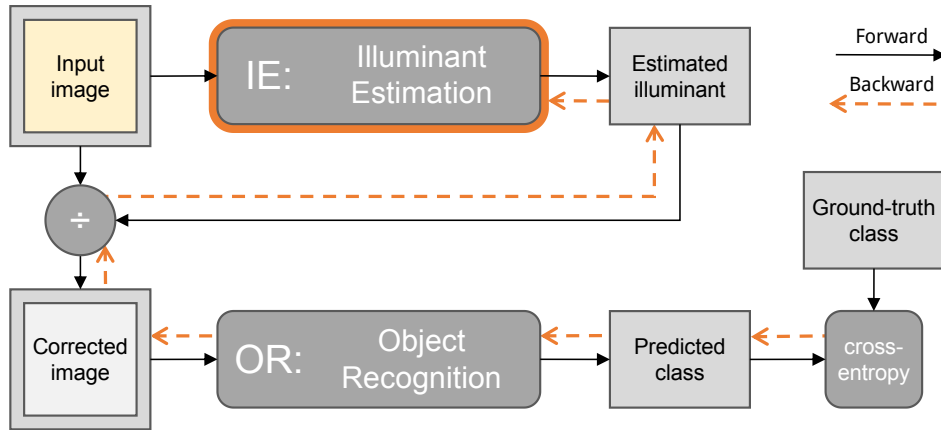 Input
image
IE:
Illuminant
Estimation
Estimated
illuminant
Forward
Backward
÷
Ground-truth
class
Corrected
image
OR:
Object
Recognition
Predicted
class
cross-
entropy